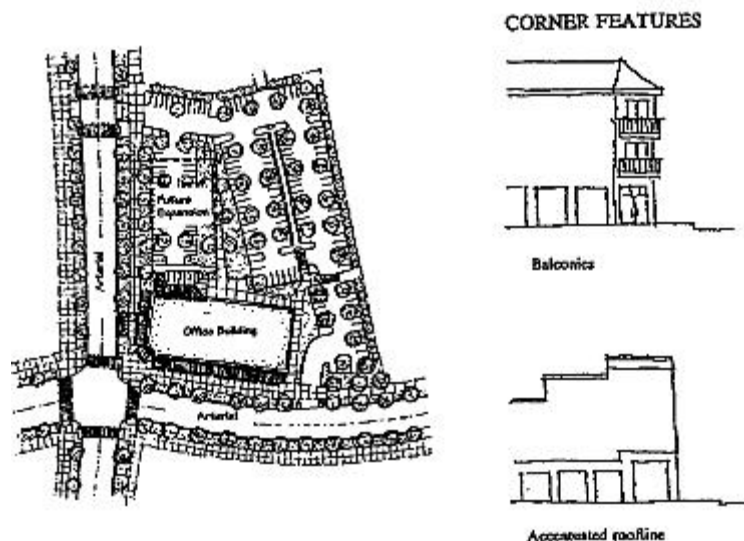 CORNER FEATURES
Future
Expansion
Arterial
Office Building
Arterial
Balconies
Accentuated roofline